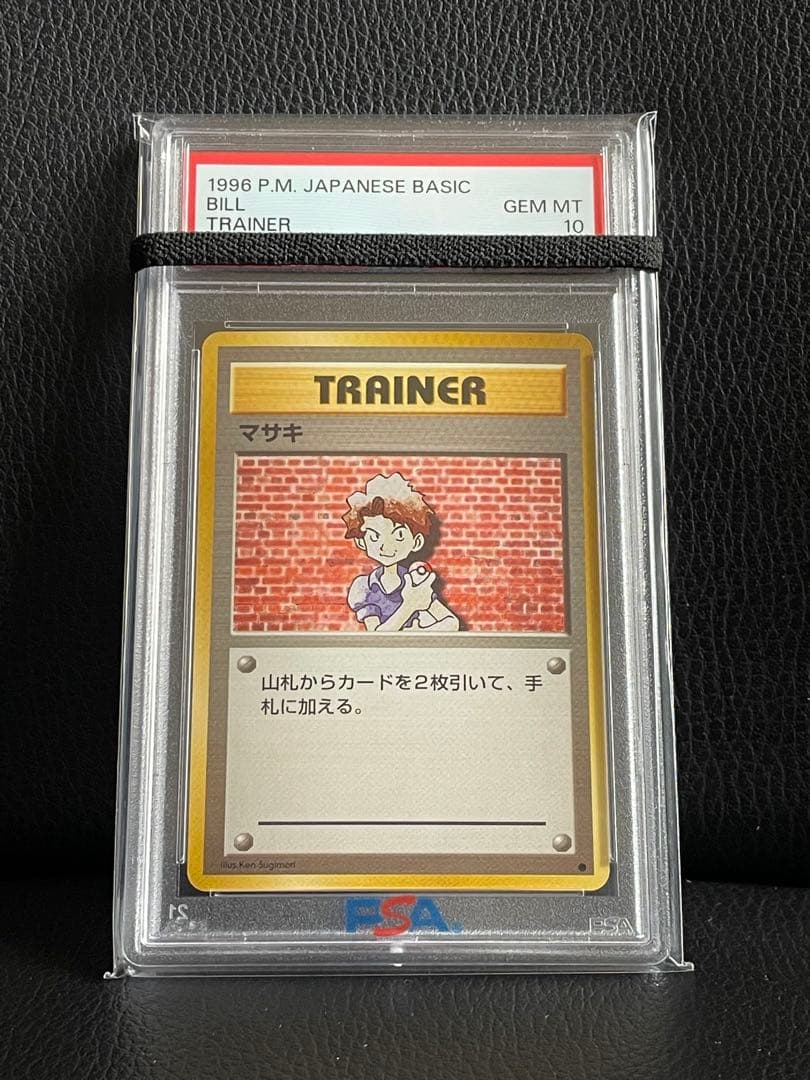 1996 P.M. JAPANESE BASIC
BILL GEM MT
TRAINER 10
TRAINER
マサキ
山札からカードを2枚引いて、手
札に加える。
Illus. Ken Sugimori
PSA
PSA